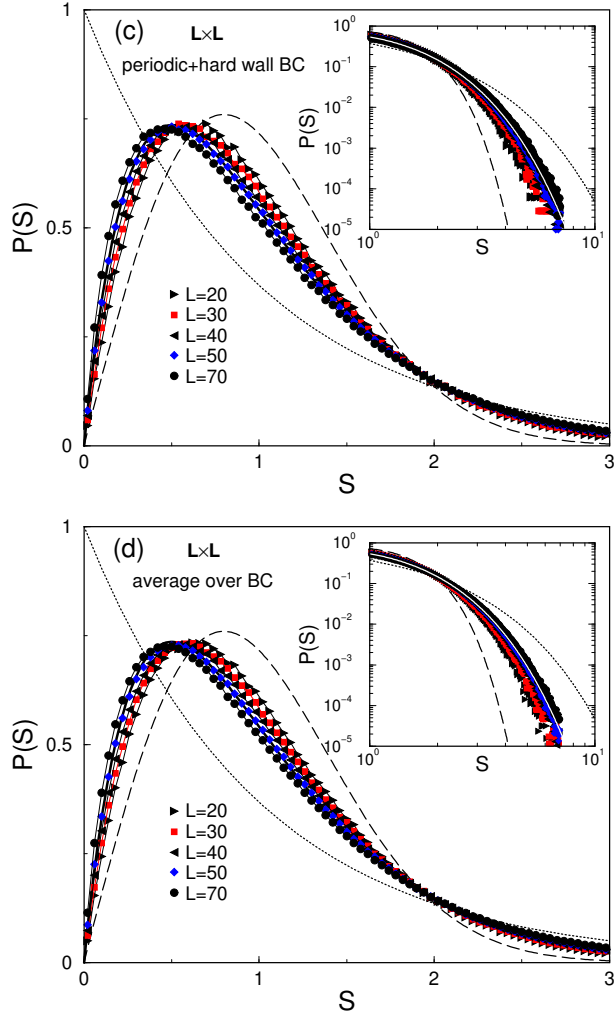 1
(c)
L×L
periodic+hard wall BC
P(S)
0.5
0
0
1
2
3
S
L=20
L=30
L=40
L=50
L=70
P(S)
10^0
10^-1
10^-2
10^-3
10^-4
10^-5
10^0
S
10^1
1
(d)
L×L
average over BC
P(S)
0.5
0
0
1
2
3
S
L=20
L=30
L=40
L=50
L=70
P(S)
10^0
10^-1
10^-2
10^-3
10^-4
10^-5
10^0
S
10^1